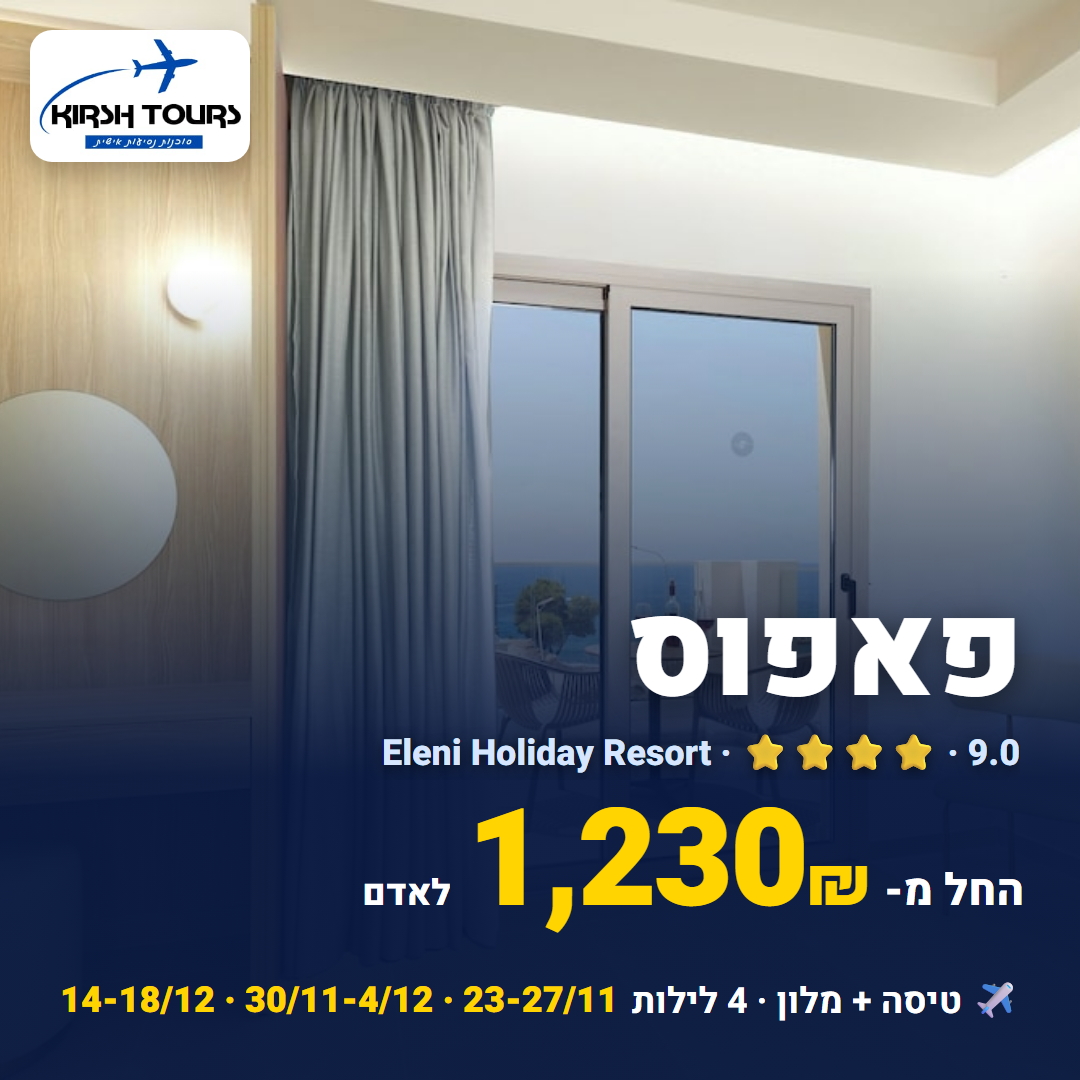 KIRSH TOURS
סוכנות נסיעות אישית
פאפוס
Eleni Holiday Resort · ⭐⭐⭐⭐ · 9.0
החל מ- ₪1,230 לאדם
✈️ טיסה + מלון · 4 לילות 23-27/11 · 30/11-4/12 · 14-18/12